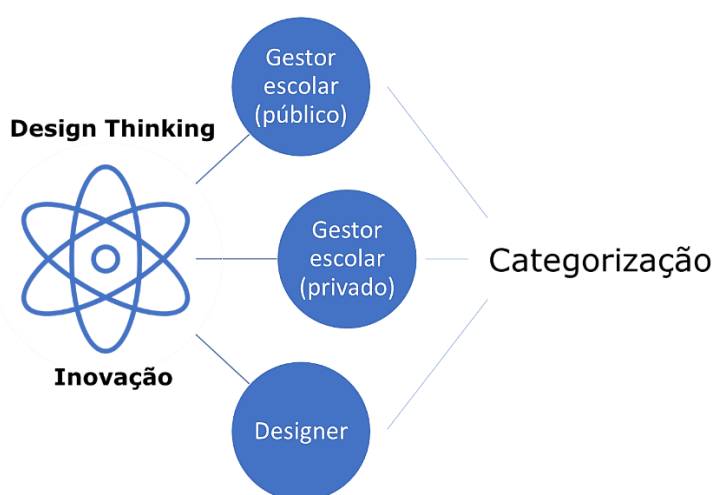 Design Thinking
Inovação
Gestor
escolar
(público)
Gestor
escolar
(privado)
Designer
Categorização